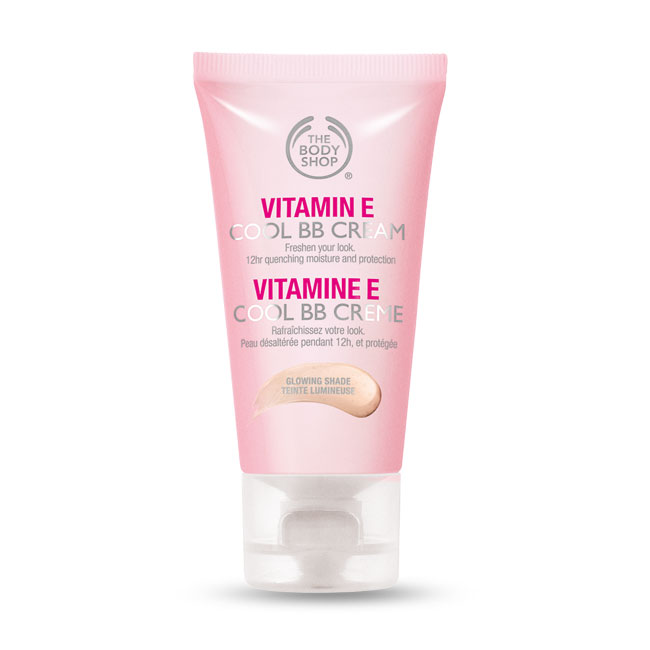 THE
BODY
SHOP
®
VITAMIN E
COOL BB CREAM
Freshen your look.
12hr quenching moisture and protection
VITAMINE E
COOL BB CREME
Rafraîchissez votre look.
Peau désaltérée pendant 12h, et protégée
GLOWING SHADE
TEINTE LUMINEUSE